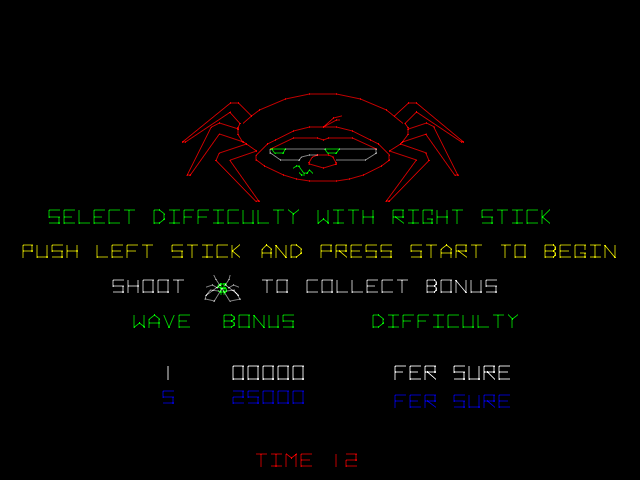 SELECT DIFFICULTY WITH RIGHT STICK
PUSH LEFT STICK AND PRESS START TO BEGIN
SHOOT TO COLLECT BONUS
WAVE BONUS DIFFICULTY
1 00000 FER SURE
5 25000 FER SURE
TIME 12